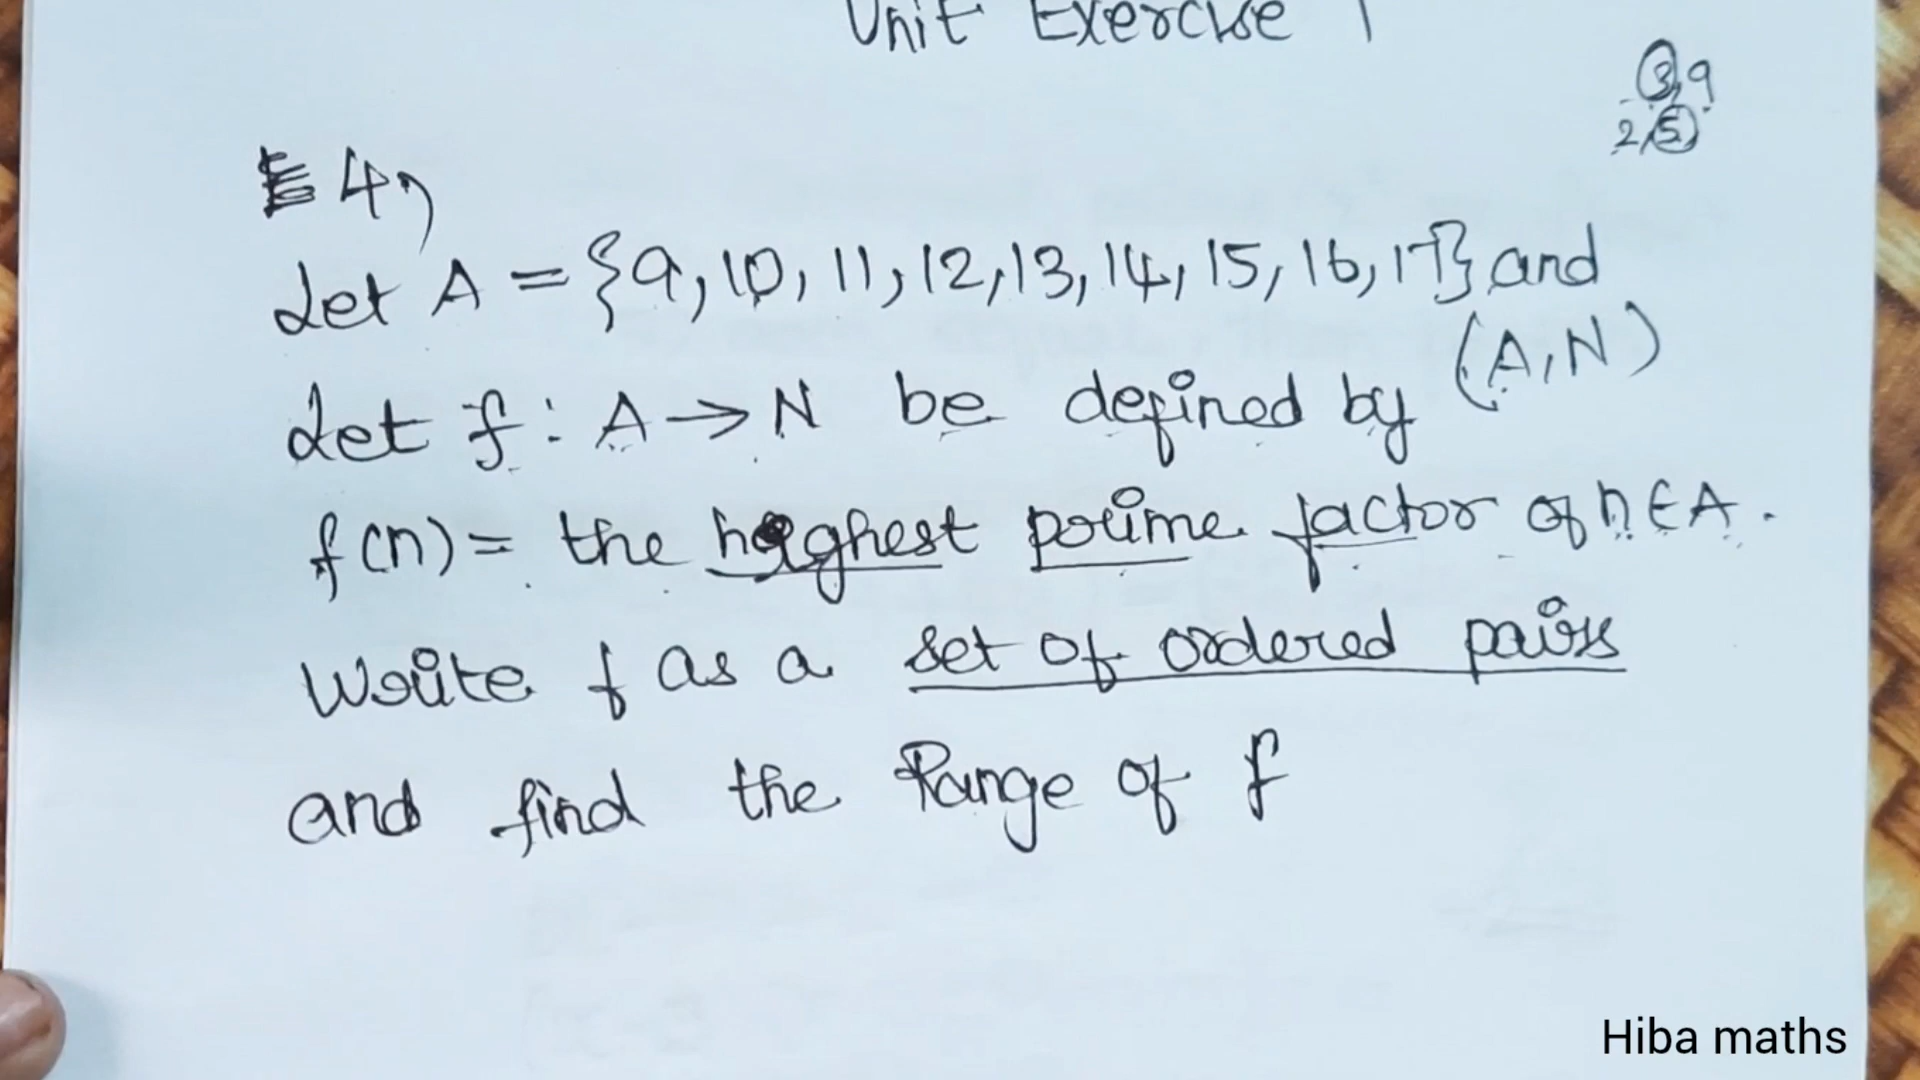 Unit Exercise 1
3,9
2,5
4,
Let A = {9, 10, 11, 12, 13, 14, 15, 16, 17} and
(A, N)
Let f : A → N be defined by
f(n) = the highest prime factor of n ∈ A.
Write f as a set of ordered pairs
and find the Range of f
Hiba maths